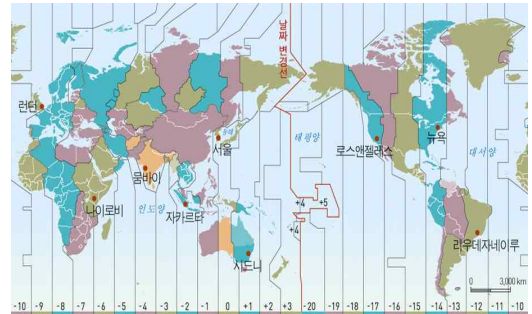 날짜 변경선
런던
동해
서울
태평양
로스앤젤레스
뉴욕
대서양
뭄바이
나이로비
인도양
자카르타
+4
+5
+4
시드니
리우데자네이루
0 3,000 km
-10 -9 -8 -7 -6 -5 -4 -3 -2 -1 0 +1 +3 -20 -19 -18 -17 -16 -15 -14 -13 -12 -11 -10